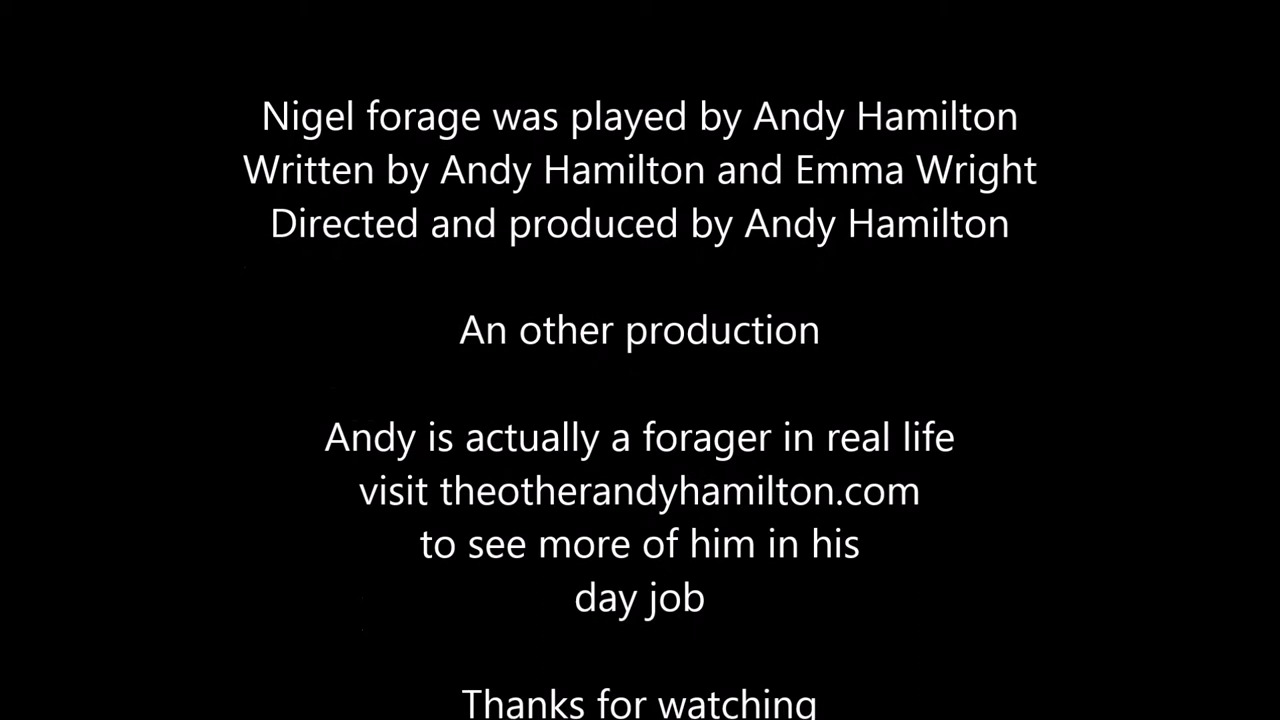 Nigel forage was played by Andy Hamilton
Written by Andy Hamilton and Emma Wright
Directed and produced by Andy Hamilton
An other production
Andy is actually a forager in real life
visit theotherandyhamilton.com
to see more of him in his
day job
Thanks for watching